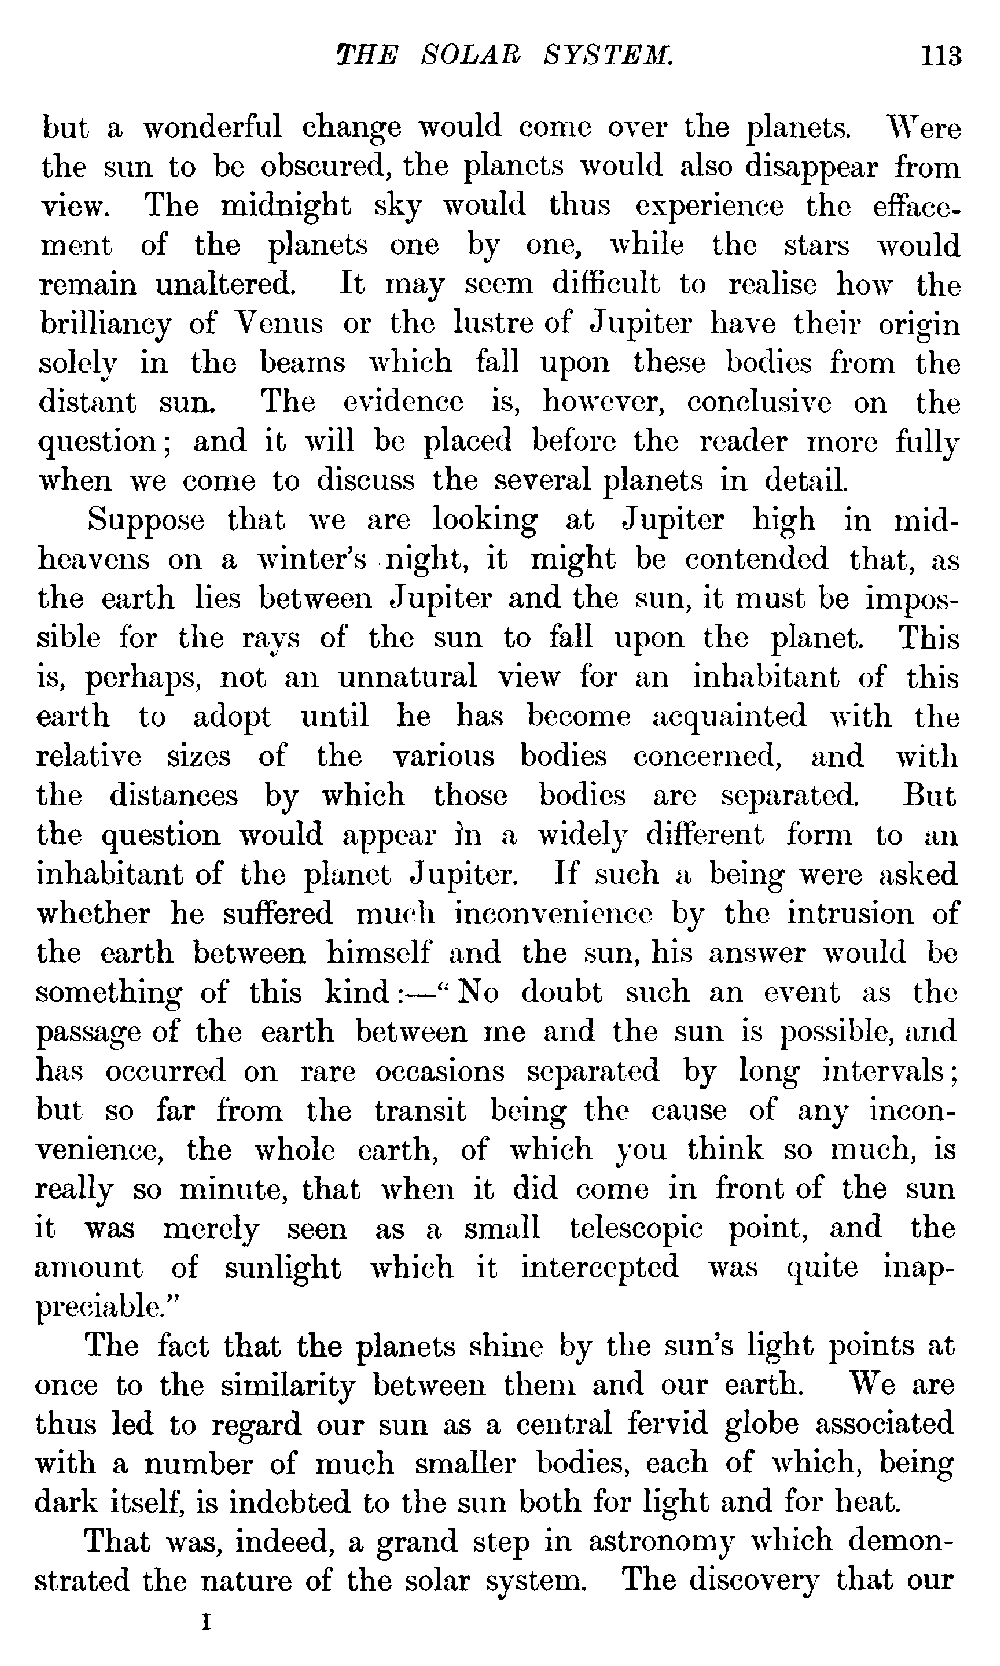 THE SOLAR SYSTEM. 113
but a wonderful change would come over the planets. Were
the sun to be obscured, the planets would also disappear from
view. The midnight sky would thus experience the efface-
ment of the planets one by one, while the stars would
remain unaltered. It may seem difficult to realise how the
brilliancy of Venus or the lustre of Jupiter have their origin
solely in the beams which fall upon these bodies from the
distant sun. The evidence is, however, conclusive on the
question; and it will be placed before the reader more fully
when we come to discuss the several planets in detail.
Suppose that we are looking at Jupiter high in mid-
heavens on a winter's night, it might be contended that, as
the earth lies between Jupiter and the sun, it must be impos-
sible for the rays of the sun to fall upon the planet. This
is, perhaps, not an unnatural view for an inhabitant of this
earth to adopt until he has become acquainted with the
relative sizes of the various bodies concerned, and with
the distances by which those bodies are separated. But
the question would appear in a widely different form to an
inhabitant of the planet Jupiter. If such a being were asked
whether he suffered much inconvenience by the intrusion of
the earth between himself and the sun, his answer would be
something of this kind:—"No doubt such an event as the
passage of the earth between me and the sun is possible, and
has occurred on rare occasions separated by long intervals;
but so far from the transit being the cause of any incon-
venience, the whole earth, of which you think so much, is
really so minute, that when it did come in front of the sun
it was merely seen as a small telescopic point, and the
amount of sunlight which it intercepted was quite inap-
preciable."
The fact that the planets shine by the sun's light points at
once to the similarity between them and our earth. We are
thus led to regard our sun as a central fervid globe associated
with a number of much smaller bodies, each of which, being
dark itself, is indebted to the sun both for light and for heat.
That was, indeed, a grand step in astronomy which demon-
strated the nature of the solar system. The discovery that our
I